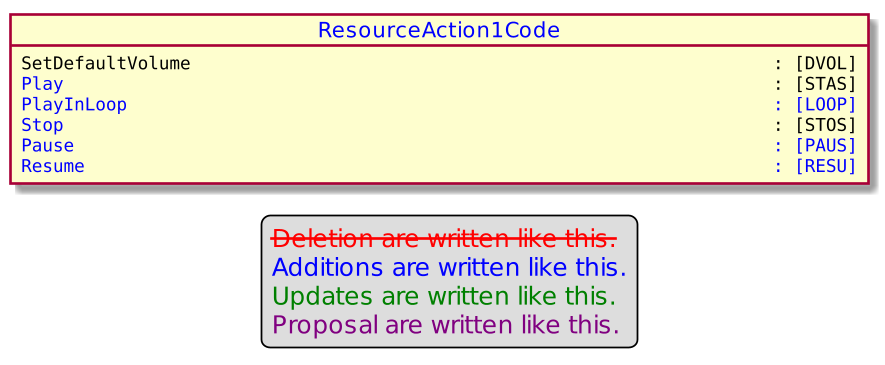 ResourceAction1Code
SetDefaultVolume : [DVOL]
Play : [STAS]
PlayInLoop : [LOOP]
Stop : [STOS]
Pause : [PAUS]
Resume : [RESU]
Deletion are written like this.
Additions are written like this.
Updates are written like this.
Proposal are written like this.